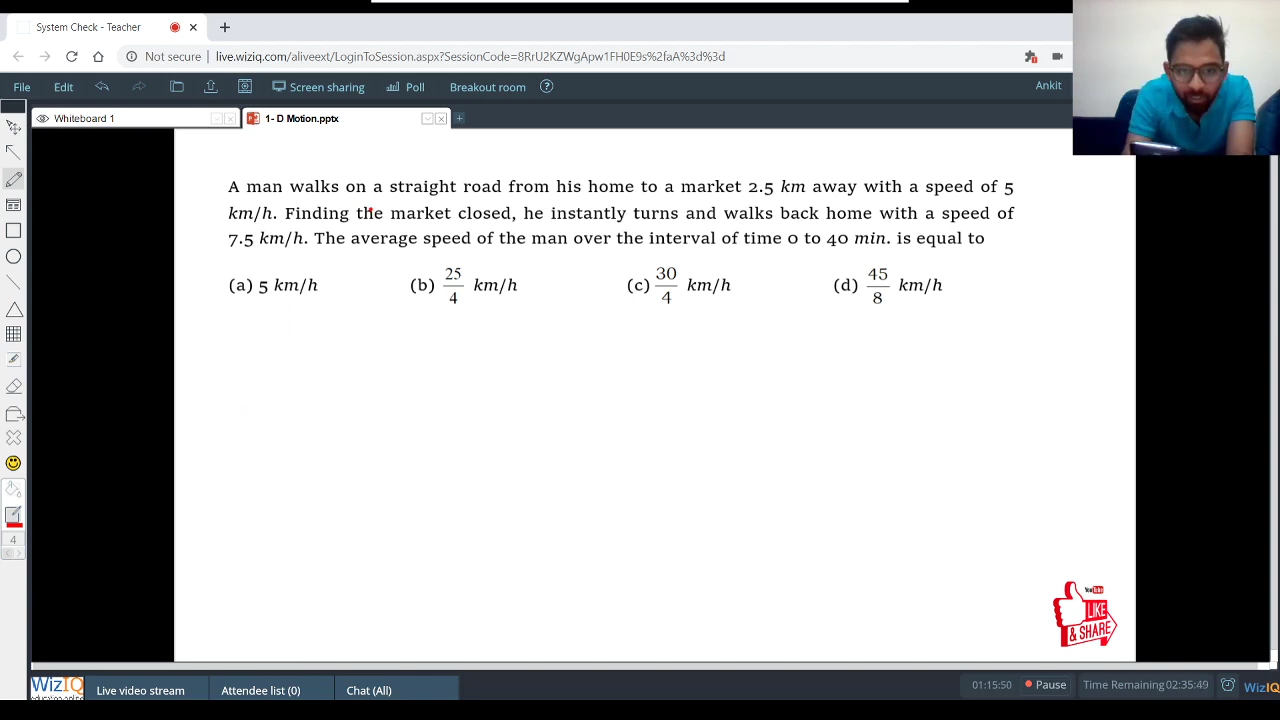 System Check - Teacher
Not secure | live.wiziq.com/aliveext/LoginToSession.aspx?SessionCode=8RrU2KZWgApw1FH0E9s%2faA%3d%3d
File Edit Screen sharing Poll Breakout room Ankit
Whiteboard 1 1- D Motion.pptx
A man walks on a straight road from his home to a market 2.5 km away with a speed of 5
km/h. Finding the market closed, he instantly turns and walks back home with a speed of
7.5 km/h. The average speed of the man over the interval of time 0 to 40 min. is equal to
(a) 5 km/h (b) 25/4 km/h (c) 30/4 km/h (d) 45/8 km/h
YouTube
LIKE
& SHARE
4
WizIQ
education.online
Live video stream Attendee list (0) Chat (All) 01:15:50 Pause Time Remaining 02:35:49 WizIQ